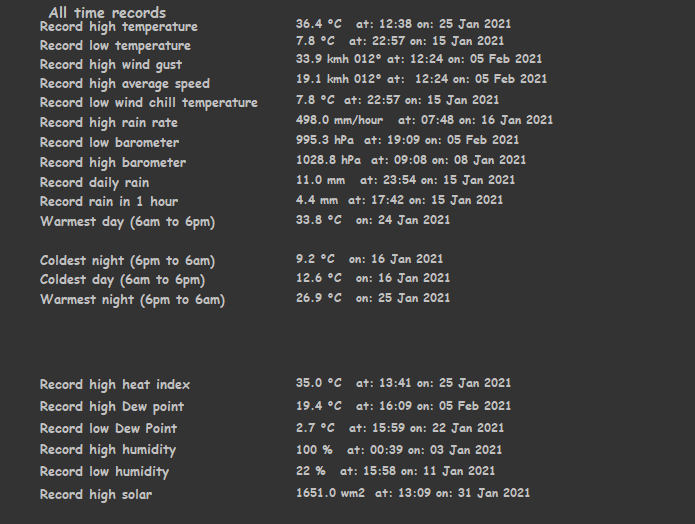 All time records
Record high temperature 36.4 °C at: 12:38 on: 25 Jan 2021
Record low temperature 7.8 °C at: 22:57 on: 15 Jan 2021
Record high wind gust 33.9 kmh 012° at: 12:24 on: 05 Feb 2021
Record high average speed 19.1 kmh 012° at: 12:24 on: 05 Feb 2021
Record low wind chill temperature 7.8 °C at: 22:57 on: 15 Jan 2021
Record high rain rate 498.0 mm/hour at: 07:48 on: 16 Jan 2021
Record low barometer 995.3 hPa at: 19:09 on: 05 Feb 2021
Record high barometer 1028.8 hPa at: 09:08 on: 08 Jan 2021
Record daily rain 11.0 mm at: 23:54 on: 15 Jan 2021
Record rain in 1 hour 4.4 mm at: 17:42 on: 15 Jan 2021
Warmest day (6am to 6pm) 33.8 °C on: 24 Jan 2021
Coldest night (6pm to 6am) 9.2 °C on: 16 Jan 2021
Coldest day (6am to 6pm) 12.6 °C on: 16 Jan 2021
Warmest night (6pm to 6am) 26.9 °C on: 25 Jan 2021
Record high heat index 35.0 °C at: 13:41 on: 25 Jan 2021
Record high Dew point 19.4 °C at: 16:09 on: 05 Feb 2021
Record low Dew Point 2.7 °C at: 15:59 on: 22 Jan 2021
Record high humidity 100 % at: 00:39 on: 03 Jan 2021
Record low humidity 22 % at: 15:58 on: 11 Jan 2021
Record high solar 1651.0 wm2 at: 13:09 on: 31 Jan 2021